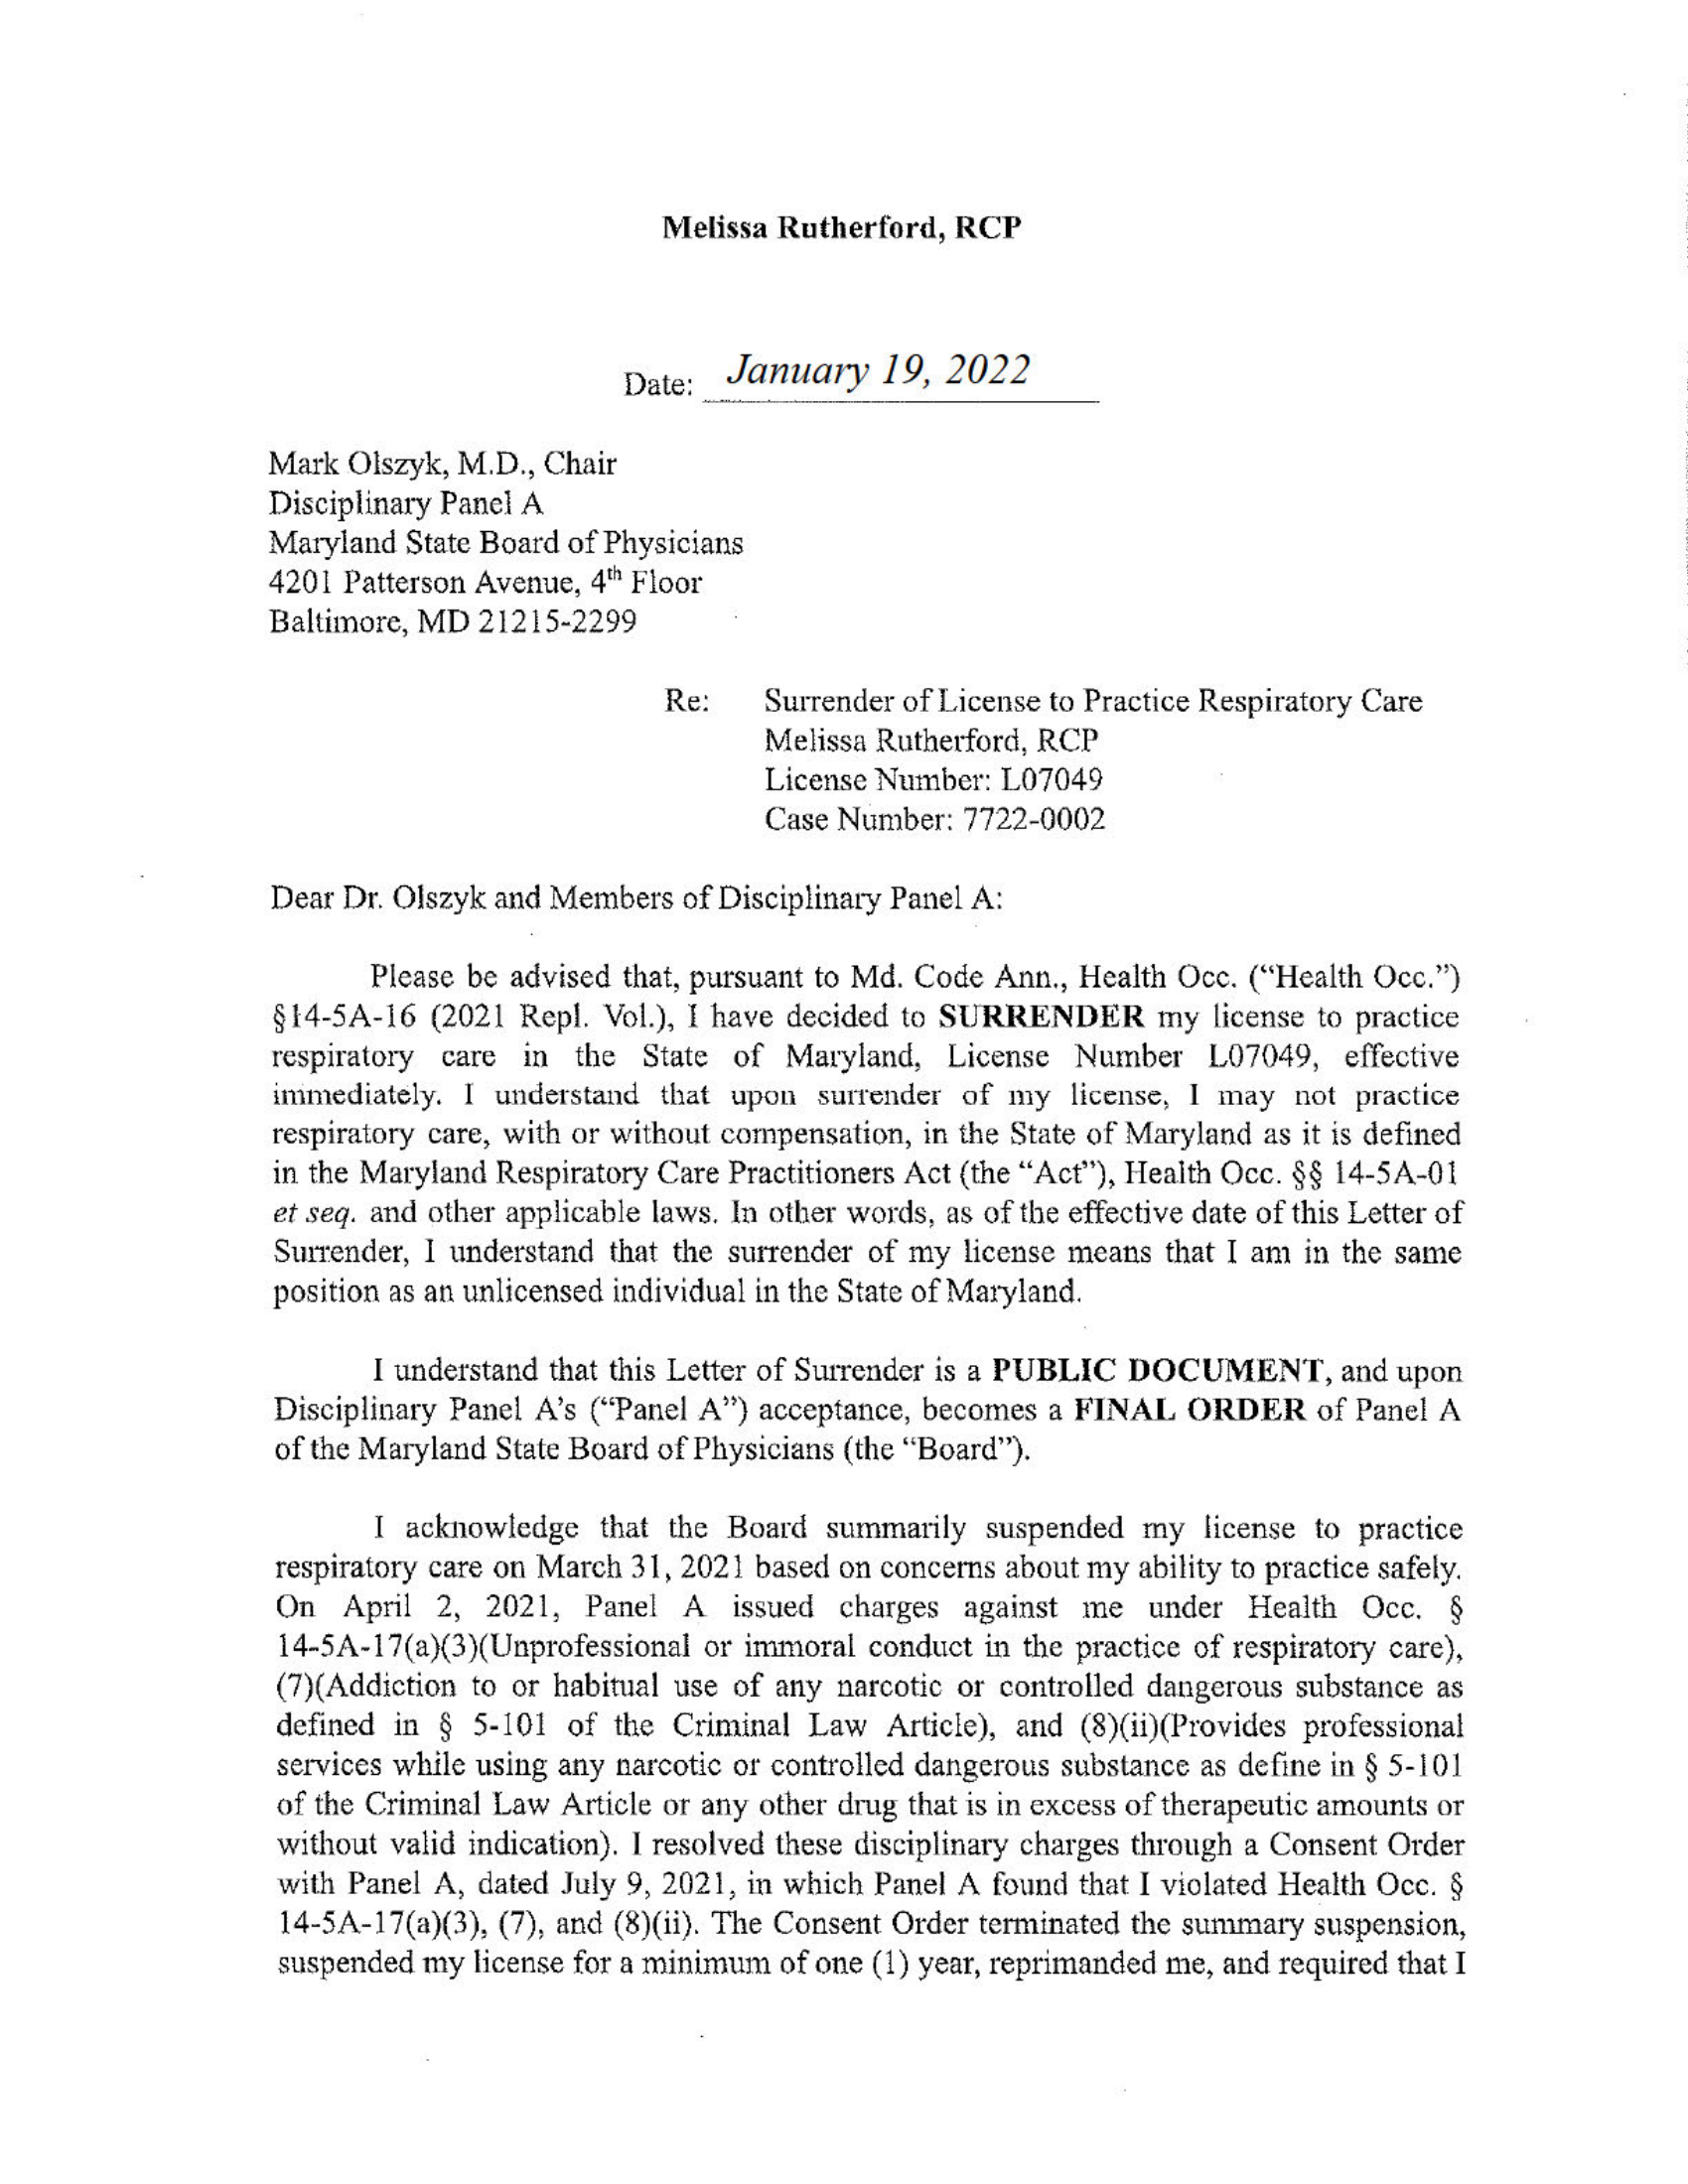 Melissa Rutherford, RCP
Date: January 19, 2022
Mark Olszyk, M.D., Chair
Disciplinary Panel A
Maryland State Board of Physicians
4201 Patterson Avenue, 4th Floor
Baltimore, MD 21215-2299
Re: Surrender of License to Practice Respiratory Care
Melissa Rutherford, RCP
License Number: L07049
Case Number: 7722-0002
Dear Dr. Olszyk and Members of Disciplinary Panel A:
Please be advised that, pursuant to Md. Code Ann., Health Occ. (“Health Occ.”)
§14-5A-16 (2021 Repl. Vol.), I have decided to SURRENDER my license to practice
respiratory care in the State of Maryland, License Number L07049, effective
immediately. I understand that upon surrender of my license, I may not practice
respiratory care, with or without compensation, in the State of Maryland as it is defined
in the Maryland Respiratory Care Practitioners Act (the “Act”), Health Occ. §§ 14-5A-01
et seq. and other applicable laws. In other words, as of the effective date of this Letter of
Surrender, I understand that the surrender of my license means that I am in the same
position as an unlicensed individual in the State of Maryland.
I understand that this Letter of Surrender is a PUBLIC DOCUMENT, and upon
Disciplinary Panel A’s (“Panel A”) acceptance, becomes a FINAL ORDER of Panel A
of the Maryland State Board of Physicians (the “Board”).
I acknowledge that the Board summarily suspended my license to practice
respiratory care on March 31, 2021 based on concerns about my ability to practice safely.
On April 2, 2021, Panel A issued charges against me under Health Occ. §
14-5A-17(a)(3)(Unprofessional or immoral conduct in the practice of respiratory care),
(7)(Addiction to or habitual use of any narcotic or controlled dangerous substance as
defined in § 5-101 of the Criminal Law Article), and (8)(ii)(Provides professional
services while using any narcotic or controlled dangerous substance as define in § 5-101
of the Criminal Law Article or any other drug that is in excess of therapeutic amounts or
without valid indication). I resolved these disciplinary charges through a Consent Order
with Panel A, dated July 9, 2021, in which Panel A found that I violated Health Occ. §
14-5A-17(a)(3), (7), and (8)(ii). The Consent Order terminated the summary suspension,
suspended my license for a minimum of one (1) year, reprimanded me, and required that I